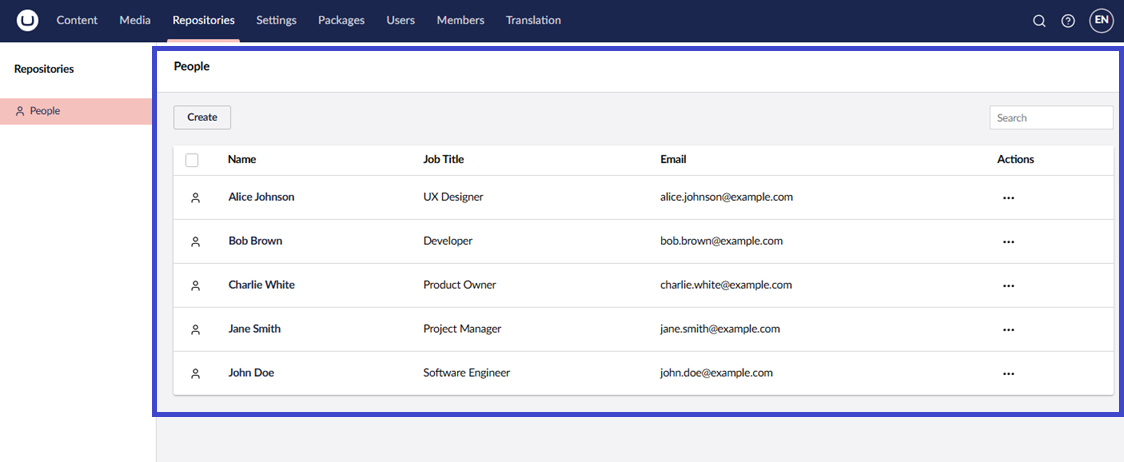 Content Media Repositories Settings Packages Users Members Translation EN
Repositories
People
People
Create Search
Name Job Title Email Actions
Alice Johnson UX Designer alice.johnson@example.com ...
Bob Brown Developer bob.brown@example.com ...
Charlie White Product Owner charlie.white@example.com ...
Jane Smith Project Manager jane.smith@example.com ...
John Doe Software Engineer john.doe@example.com ...